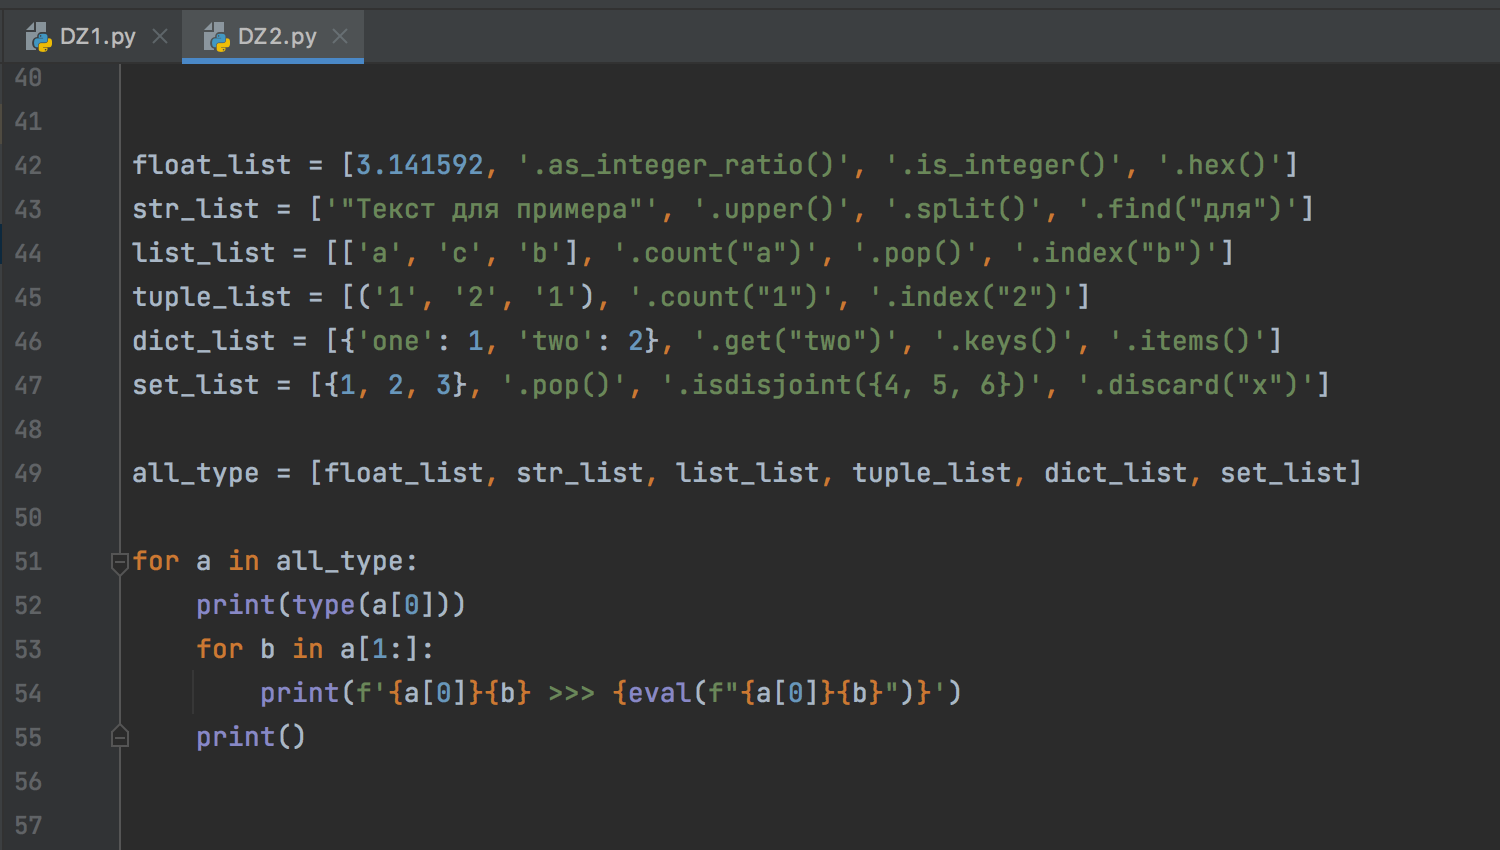 DZ1.py DZ2.py
40
41
42 float_list = [3.141592, '.as_integer_ratio()', '.is_integer()', '.hex()']
43 str_list = ['"Текст для примера"', '.upper()', '.split()', '.find("для")']
44 list_list = [['a', 'c', 'b'], '.count("a")', '.pop()', '.index("b")']
45 tuple_list = [('1', '2', '1'), '.count("1")', '.index("2")']
46 dict_list = [{'one': 1, 'two': 2}, '.get("two")', '.keys()', '.items()']
47 set_list = [{1, 2, 3}, '.pop()', '.isdisjoint({4, 5, 6})', '.discard("x")']
48
49 all_type = [float_list, str_list, list_list, tuple_list, dict_list, set_list]
50
51 for a in all_type:
52     print(type(a[0]))
53     for b in a[1:]:
54         print(f'{a[0]}{b} >>> {eval(f"{a[0]}{b}")}')
55     print()
56
57